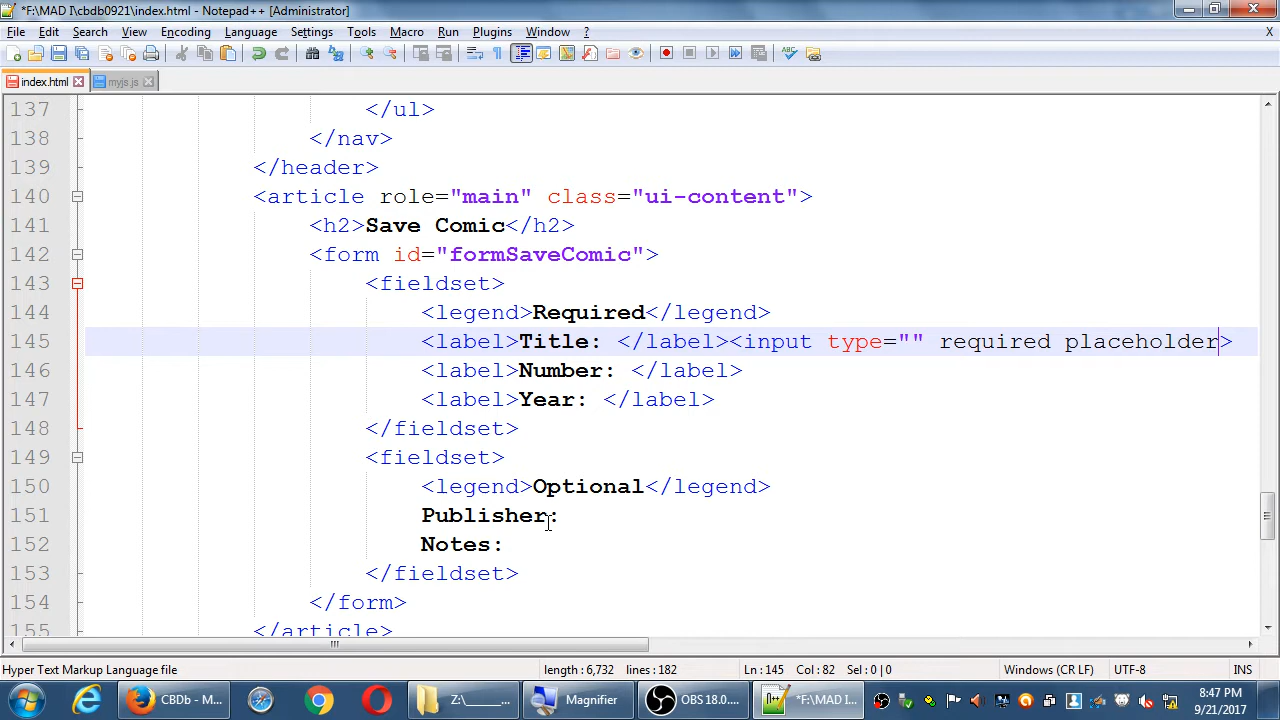 *F:\MAD I\cbdb0921\index.html - Notepad++ [Administrator]
File Edit Search View Encoding Language Settings Tools Macro Run Plugins Window ? X
index.html myjs.js
137 </ul>
138 </nav>
139 </header>
140 <article role="main" class="ui-content">
141 <h2>Save Comic</h2>
142 <form id="formSaveComic">
143 <fieldset>
144 <legend>Required</legend>
145 <label>Title: </label><input type="" required placeholder>
146 <label>Number: </label>
147 <label>Year: </label>
148 </fieldset>
149 <fieldset>
150 <legend>Optional</legend>
151 Publisher:
152 Notes:
153 </fieldset>
154 </form>
155 </article>
Hyper Text Markup Language file length : 6,732 lines : 182 Ln : 145 Col : 82 Sel : 0 | 0 Windows (CR LF) UTF-8 INS
CBDb - M... Z:\_____... Magnifier OBS 18.0.... *F:\MAD I... 8:47 PM
9/21/2017